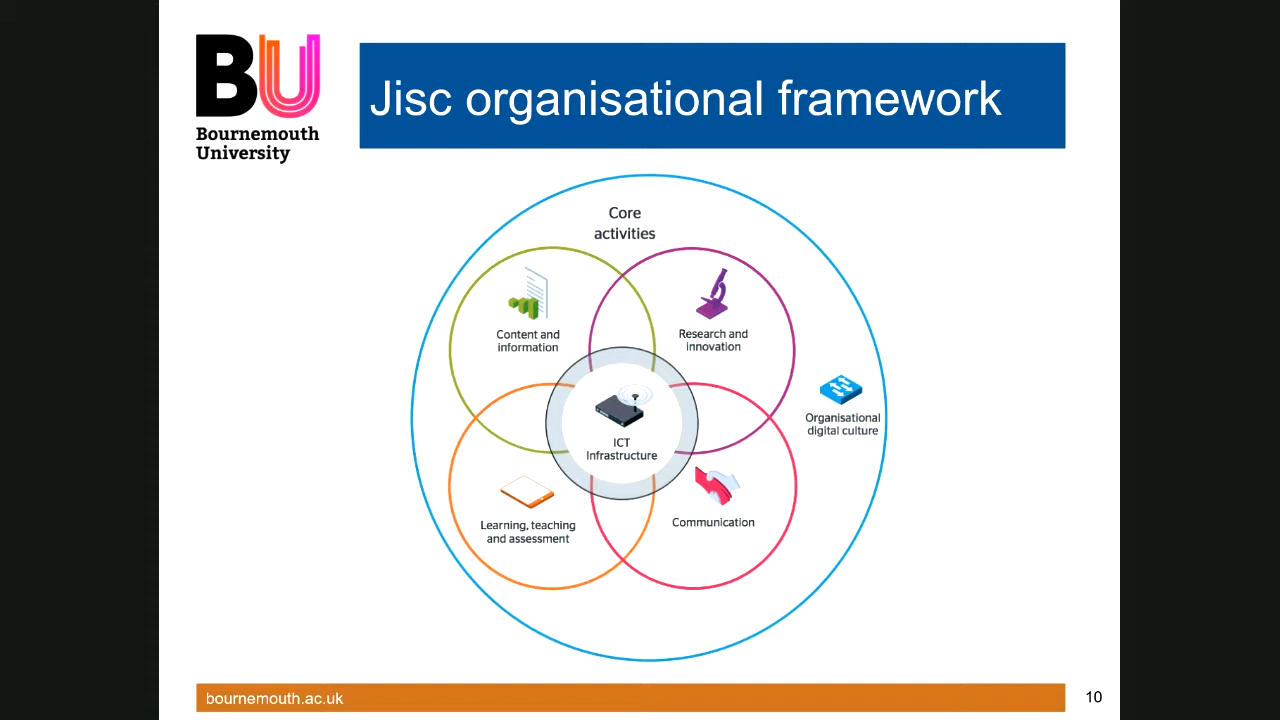 BU
Bournemouth
University
Jisc organisational framework
Core
activities
Content and
information
Research and
innovation
Organisational
digital culture
ICT
Infrastructure
Learning, teaching
and assessment
Communication
bournemouth.ac.uk
10